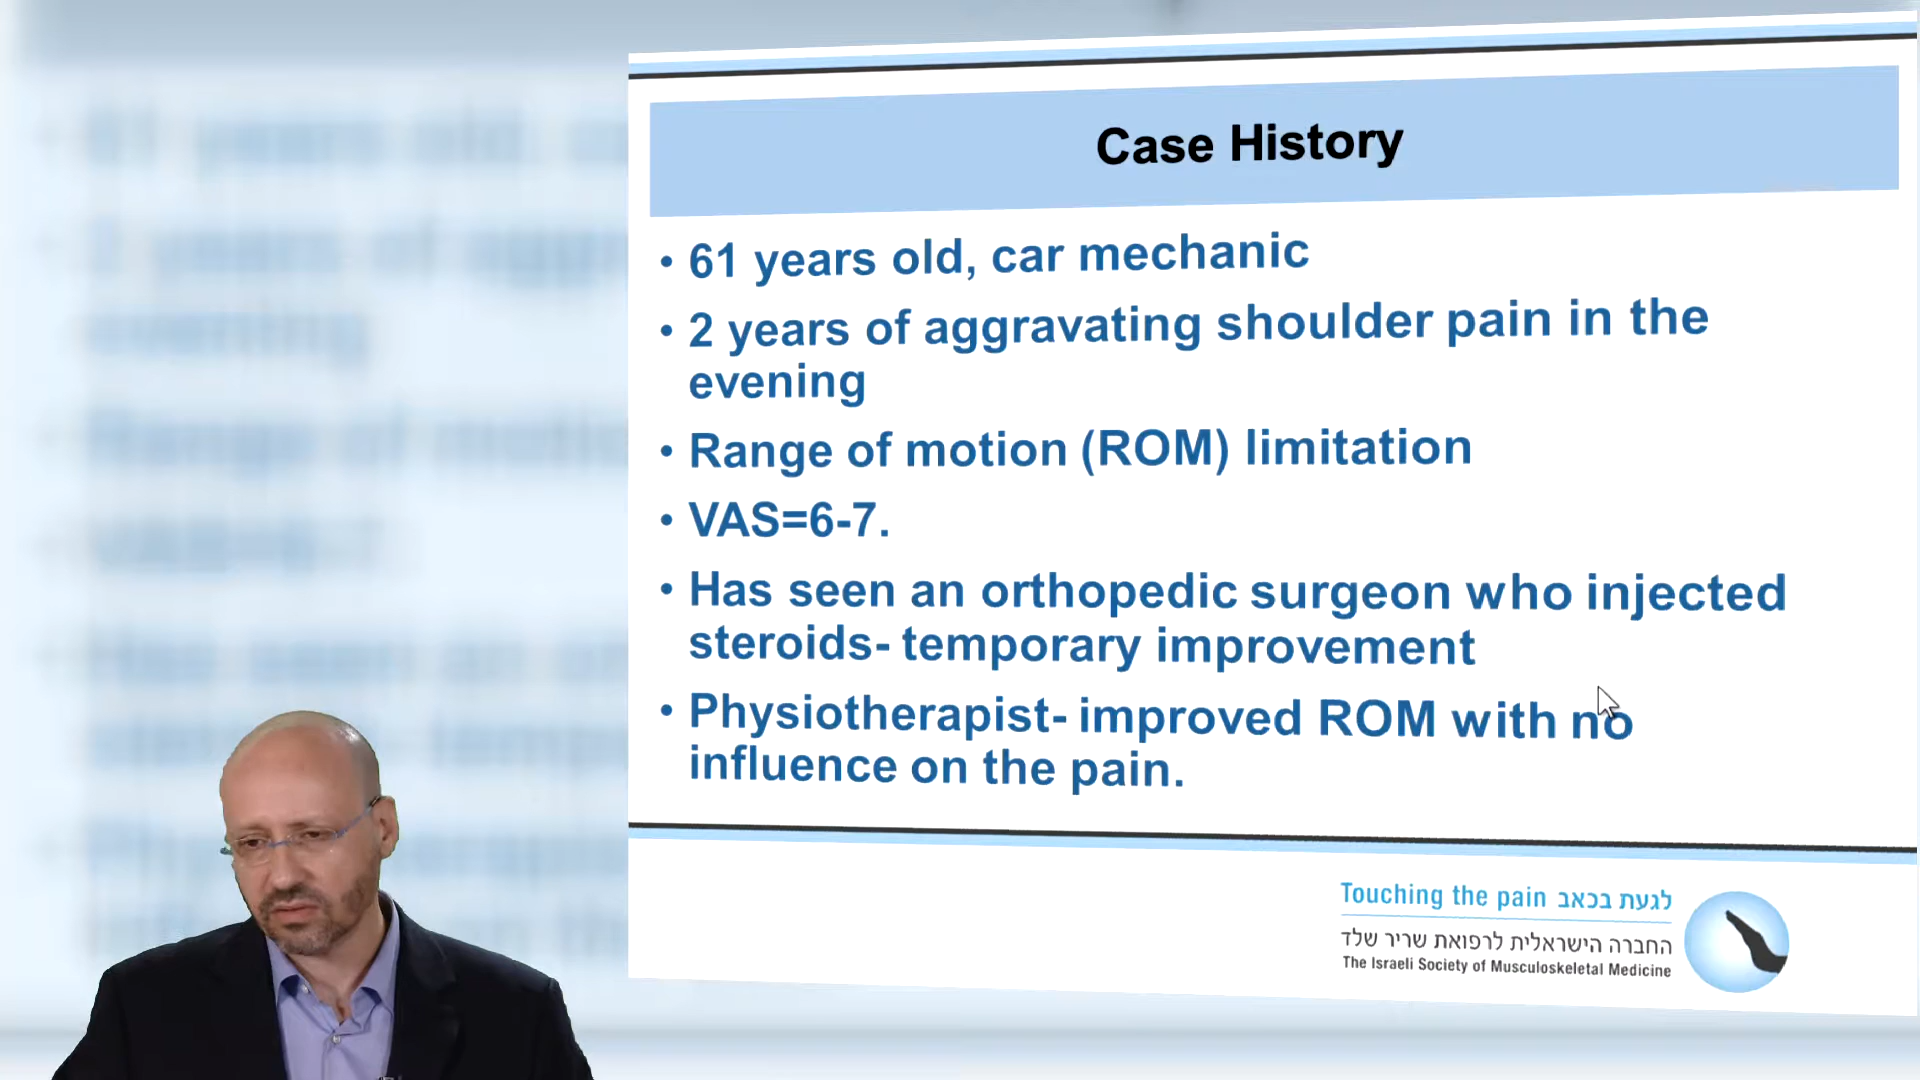 Case History
• 61 years old, car mechanic
• 2 years of aggravating shoulder pain in the
evening
• Range of motion (ROM) limitation
• VAS=6-7.
• Has seen an orthopedic surgeon who injected
steroids- temporary improvement
• Physiotherapist- improved ROM with no
influence on the pain.
Touching the pain לגעת בכאב
החברה הישראלית לרפואת שריר שלד
The Israeli Society of Musculoskeletal Medicine